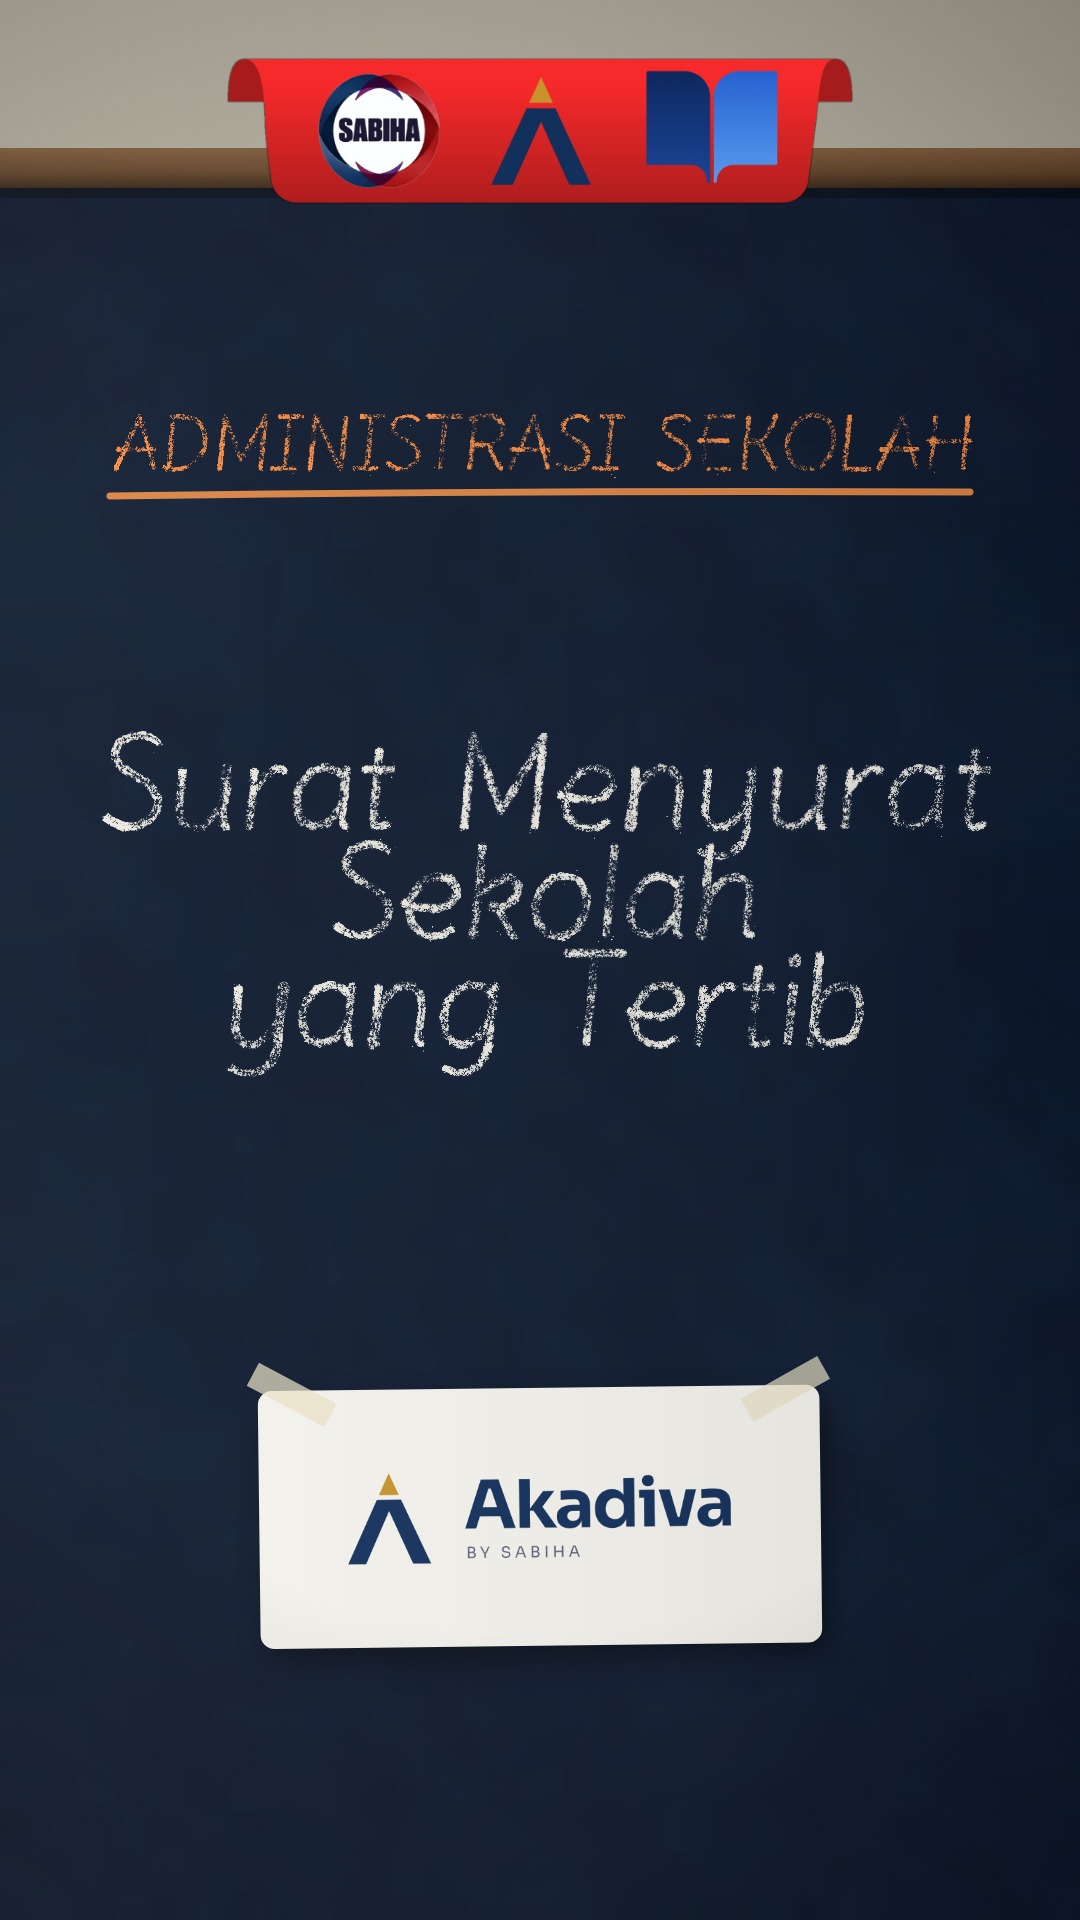 SABIHA
ADMINISTRASI SEKOLAH
Surat Menyurat
Sekolah
yang Tertib
Akadiva
BY SABIHA